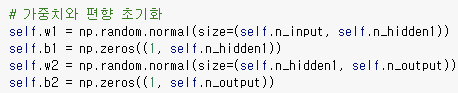 # 가중치와 편향 초기화
self.w1 = np.random.normal(size=(self.n_input, self.n_hidden1))
self.b1 = np.zeros((1, self.n_hidden1))
self.w2 = np.random.normal(size=(self.n_hidden1, self.n_output))
self.b2 = np.zeros((1, self.n_output))